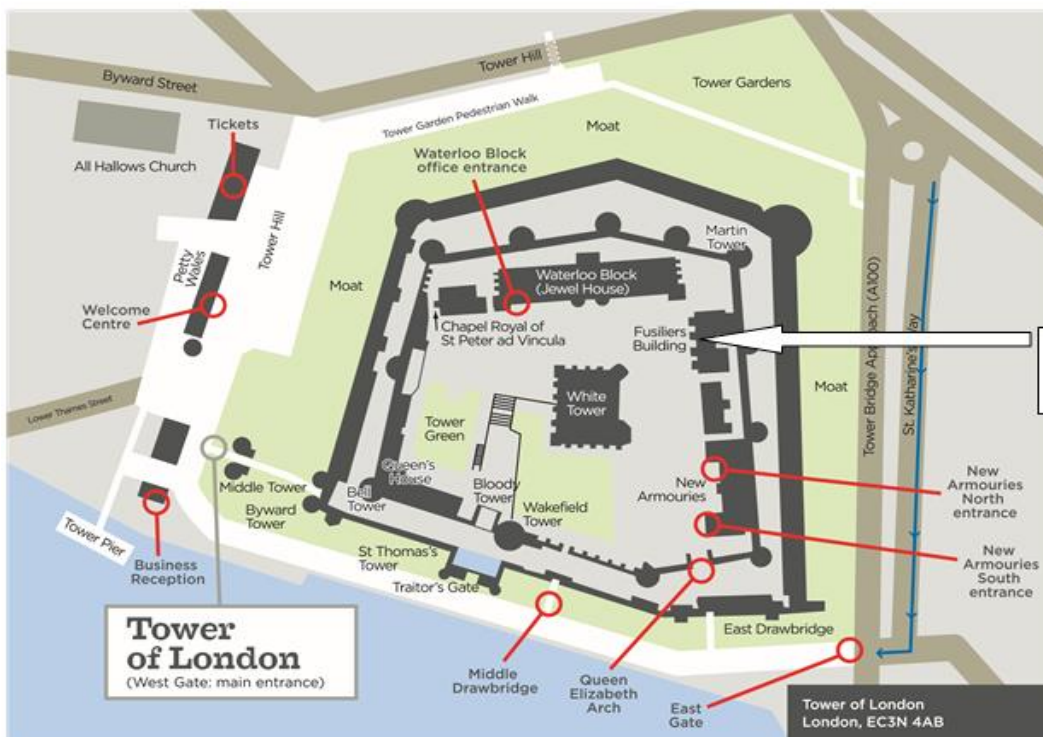 Byward Street
Tower Hill
Tower Gardens
Tower Garden Pedestrian Walk
Tickets
All Hallows Church
Moat
Waterloo Block
office entrance
Martin
Tower
Tower Hill
Petty
Wales
Moat
Waterloo Block
(Jewel House)
Welcome
Centre
Chapel Royal of
St Peter ad Vincula
Fusiliers
Building
Tower Bridge Approach (A100)
St. Katharine's Way
Moat
White
Tower
Lower Thames Street
Tower
Green
Queen's
House
Bloody
Tower
New
Armouries
New
Armouries
North
entrance
Middle Tower
Bell
Tower
Wakefield
Tower
Byward
Tower
Tower Pier
Business
Reception
St Thomas's
Tower
Traitor's Gate
New
Armouries
South
entrance
Tower
of London
(West Gate: main entrance)
East Drawbridge
Middle
Drawbridge
Queen
Elizabeth
Arch
East
Gate
Tower of London
London, EC3N 4AB